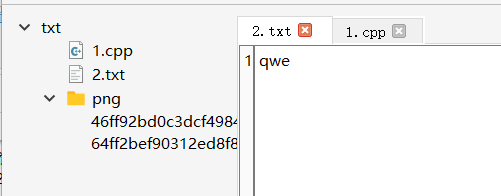 txt
1.cpp
2.txt
png
46ff92bd0c3dcf4984
64ff2bef90312ed8f8
2.txt 1.cpp
1 qwe